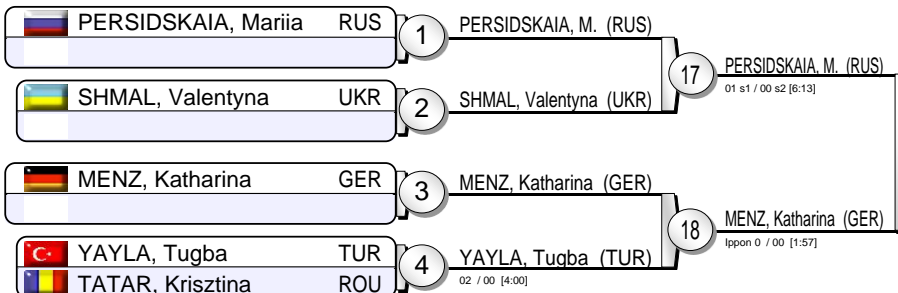 PERSIDSKAIA, Mariia RUS
1
PERSIDSKAIA, M. (RUS)
17
PERSIDSKAIA, M. (RUS)
01 s1 / 00 s2 [6:13]
SHMAL, Valentyna UKR
2
SHMAL, Valentyna (UKR)
MENZ, Katharina GER
3
MENZ, Katharina (GER)
18
MENZ, Katharina (GER)
Ippon 0 / 00 [1:57]
YAYLA, Tugba TUR
4
YAYLA, Tugba (TUR)
02 / 00 [4:00]
TATAR, Krisztina ROU